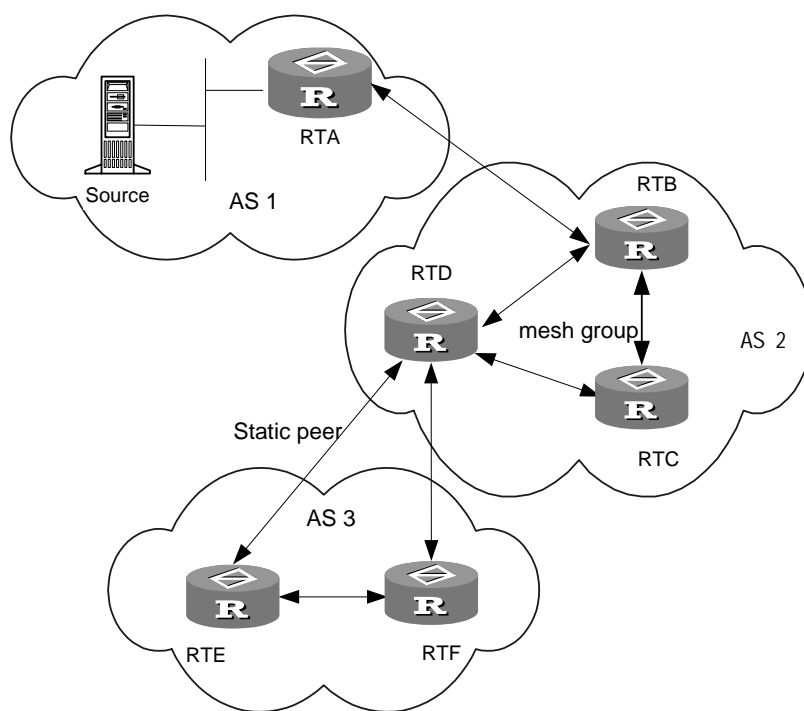 R
RTA
Source
AS 1
RTB
R
RTD
R
mesh group
AS 2
R
RTC
Static peer
AS 3
R
RTE
R
RTF